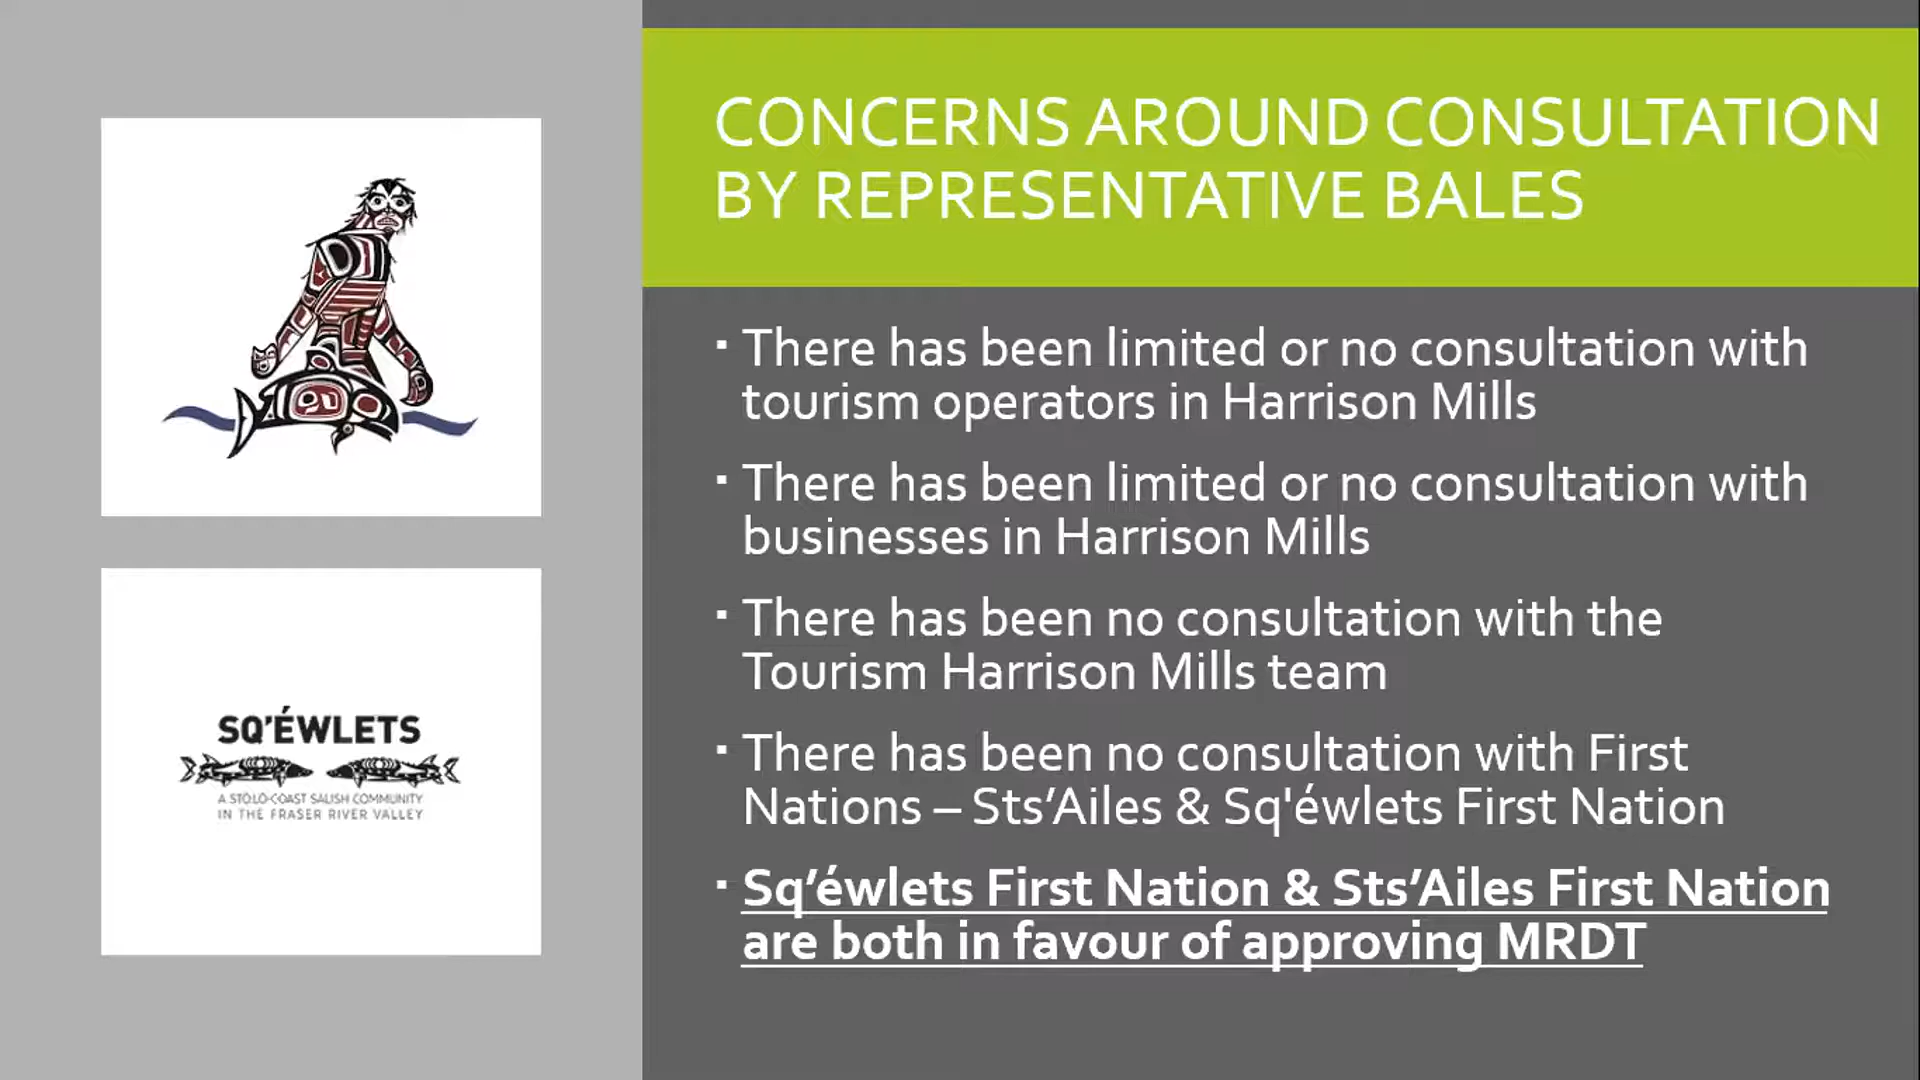 CONCERNS AROUND CONSULTATION
BY REPRESENTATIVE BALES
▪ There has been limited or no consultation with
tourism operators in Harrison Mills
▪ There has been limited or no consultation with
businesses in Harrison Mills
▪ There has been no consultation with the
Tourism Harrison Mills team
▪ There has been no consultation with First
Nations – Sts’Ailes & Sq'éwlets First Nation
▪ Sq’éwlets First Nation & Sts’Ailes First Nation
are both in favour of approving MRDT
SQ’ÉWLETS
A STÓ:LŌ-COAST SALISH COMMUNITY
IN THE FRASER RIVER VALLEY